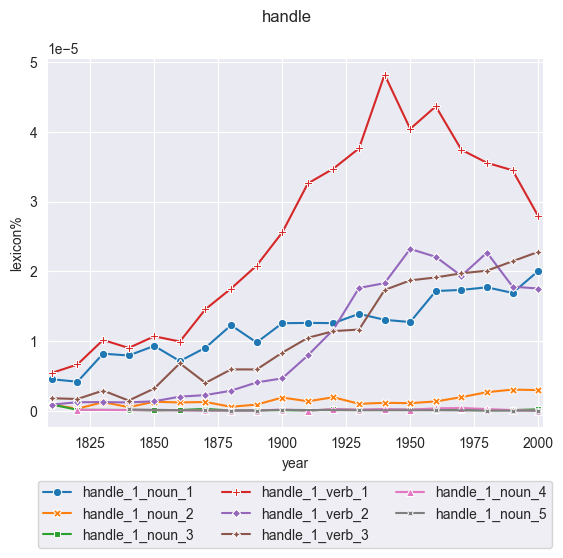 handle
1e−5
5
4
3
2
1
0
lexicon%
1825 1850 1875 1900 1925 1950 1975 2000
year
handle_1_noun_1 handle_1_verb_1 handle_1_noun_4
handle_1_noun_2 handle_1_verb_2 handle_1_noun_5
handle_1_noun_3 handle_1_verb_3